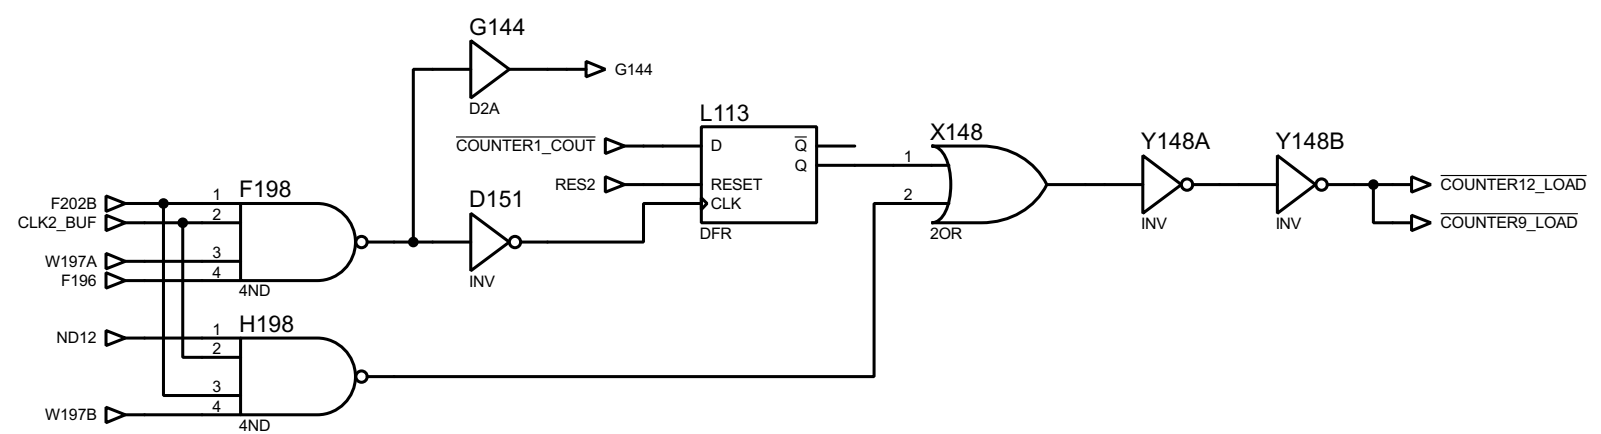 G144
G144
D2A
L113
X148
Y148A
Y148B
COUNTER1_COUT
D
Q
Q
1
RES2
RESET
COUNTER12_LOAD
F202B
1
F198
D151
CLK
2
CLK2_BUF
2
COUNTER9_LOAD
INV
INV
DFR
2OR
W197A
3
F196
4
4ND
INV
ND12
1
H198
2
3
W197B
4
4ND